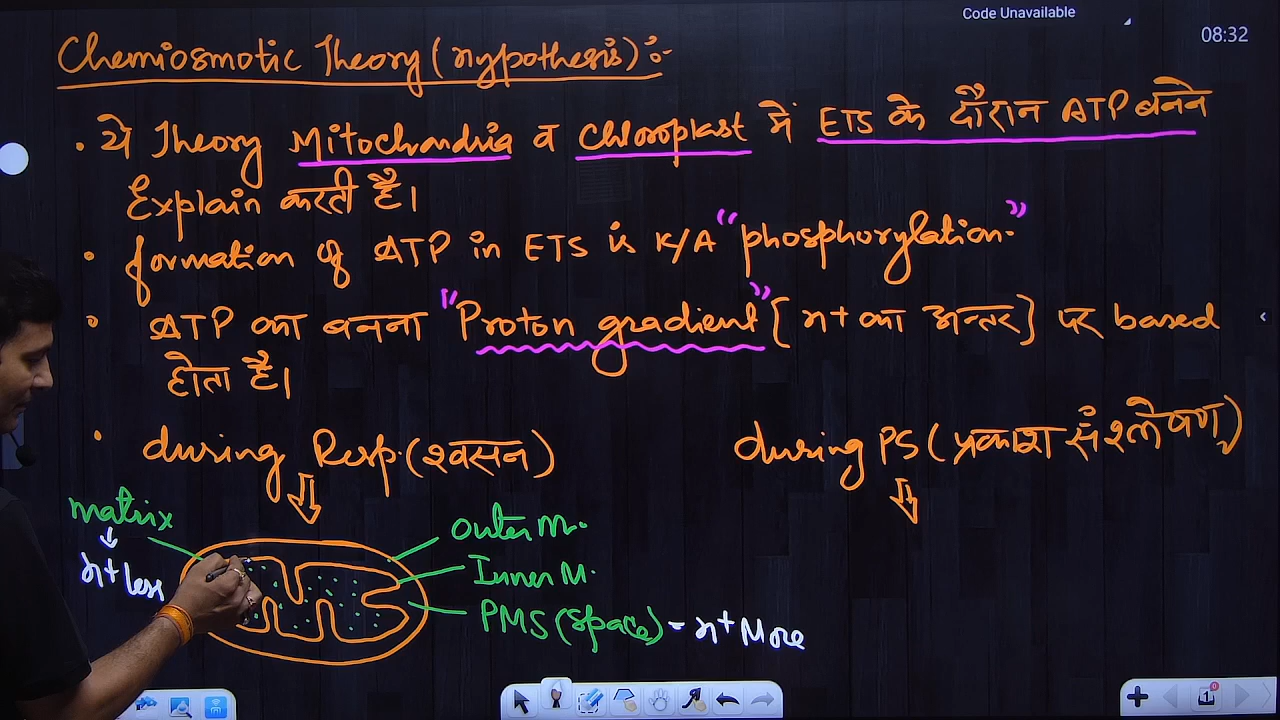 Code Unavailable
08:32
Chemiosmotic Theory (Hypothesis):-
• ये Theory Mitochondria व Chloroplast में ETS के दौरान ATP बनने
Explain करती है।
• formation of ATP in ETS is K/A "phosphorylation."
• ATP का बनना "Proton gradient" [H+ का अन्तर] पर based
होता है।
• during Resp. (श्वसन)
during PS (प्रकाश संश्लेषण)
matrix
H+ less
Outer M.
Inner M.
PMS (space) - H+ More
1